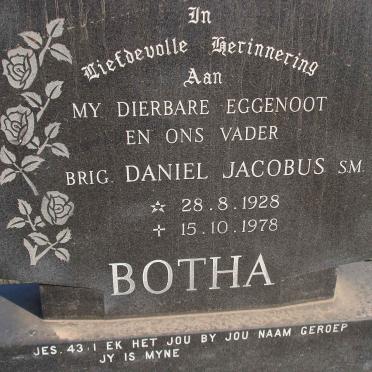 In
Liefdevolle Herinnering
Aan
MY DIERBARE EGGENOOT
EN ONS VADER
BRIG. DANIEL JACOBUS S.M.
☆ 28.8.1928
✝ 15.10.1978
BOTHA
JES. 43:1 EK HET JOU BY JOU NAAM GEROEP
JY IS MYNE